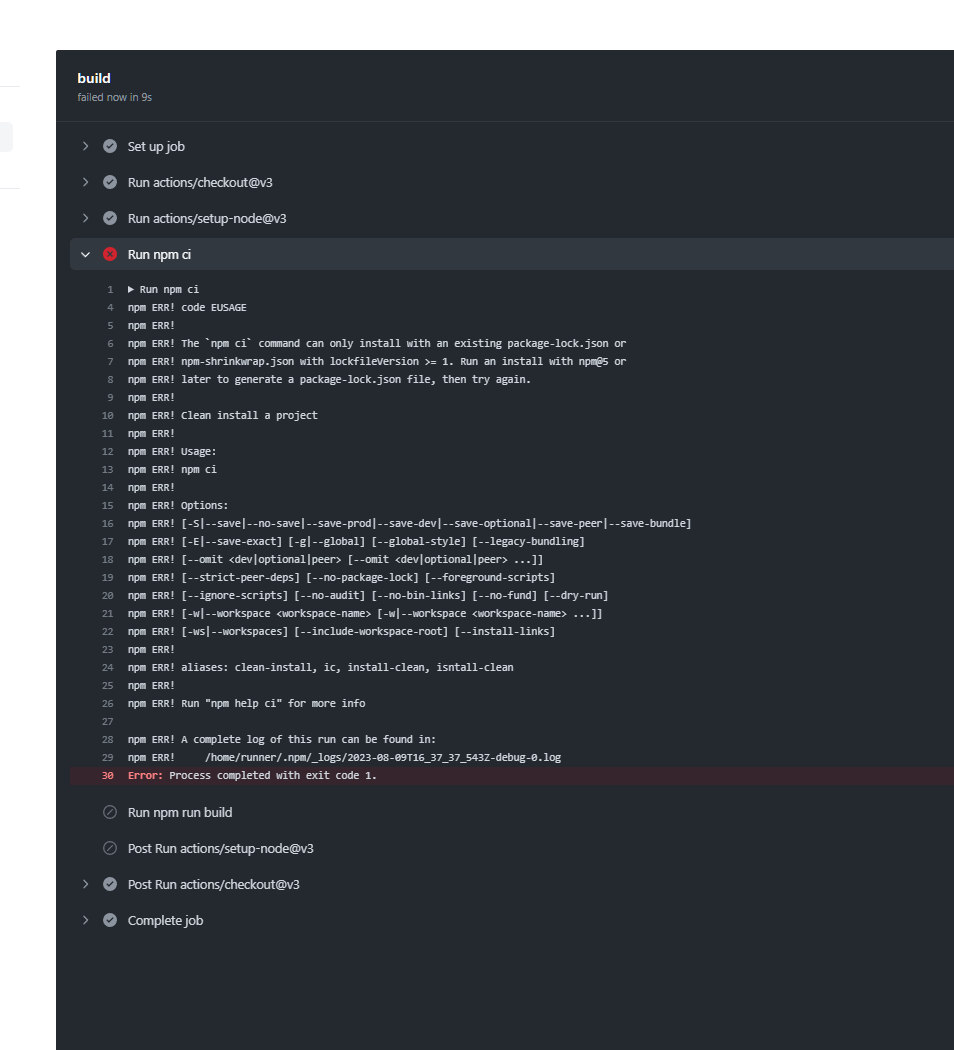 build
failed now in 9s
Set up job
Run actions/checkout@v3
Run actions/setup-node@v3
Run npm ci
1 ▶ Run npm ci
4 npm ERR! code EUSAGE
5 npm ERR!
6 npm ERR! The `npm ci` command can only install with an existing package-lock.json or
7 npm ERR! npm-shrinkwrap.json with lockfileVersion >= 1. Run an install with npm@5 or
8 npm ERR! later to generate a package-lock.json file, then try again.
9 npm ERR!
10 npm ERR! Clean install a project
11 npm ERR!
12 npm ERR! Usage:
13 npm ERR! npm ci
14 npm ERR!
15 npm ERR! Options:
16 npm ERR! [-S|--save|--no-save|--save-prod|--save-dev|--save-optional|--save-peer|--save-bundle]
17 npm ERR! [-E|--save-exact] [-g|--global] [--global-style] [--legacy-bundling]
18 npm ERR! [--omit <dev|optional|peer> [--omit <dev|optional|peer> ...]]
19 npm ERR! [--strict-peer-deps] [--no-package-lock] [--foreground-scripts]
20 npm ERR! [--ignore-scripts] [--no-audit] [--no-bin-links] [--no-fund] [--dry-run]
21 npm ERR! [-w|--workspace <workspace-name> [-w|--workspace <workspace-name> ...]]
22 npm ERR! [-ws|--workspaces] [--include-workspace-root] [--install-links]
23 npm ERR!
24 npm ERR! aliases: clean-install, ic, install-clean, isntall-clean
25 npm ERR!
26 npm ERR! Run "npm help ci" for more info
27
28 npm ERR! A complete log of this run can be found in:
29 npm ERR!     /home/runner/.npm/_logs/2023-08-09T16_37_37_543Z-debug-0.log
30 Error: Process completed with exit code 1.
Run npm run build
Post Run actions/setup-node@v3
Post Run actions/checkout@v3
Complete job